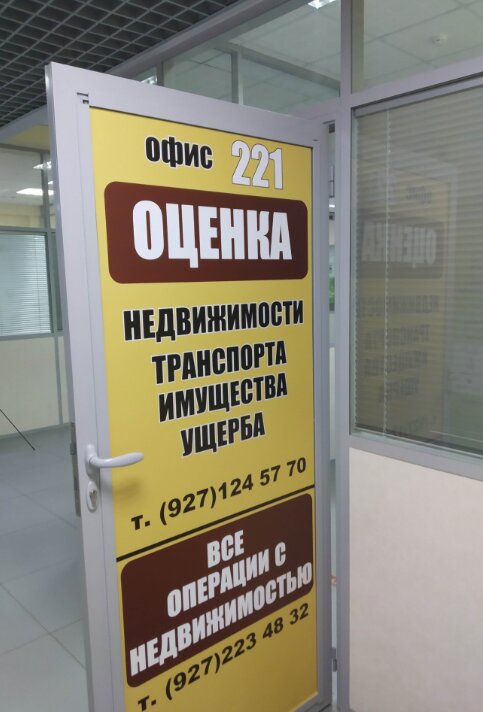 ОФИС 221
ОЦЕНКА
НЕДВИЖИМОСТИ
ТРАНСПОРТА
ИМУЩЕСТВА
УЩЕРБА
т. (927)124 57 70
ВСЕ
ОПЕРАЦИИ С
НЕДВИЖИМОСТЬЮ
т. (927)223 48 32